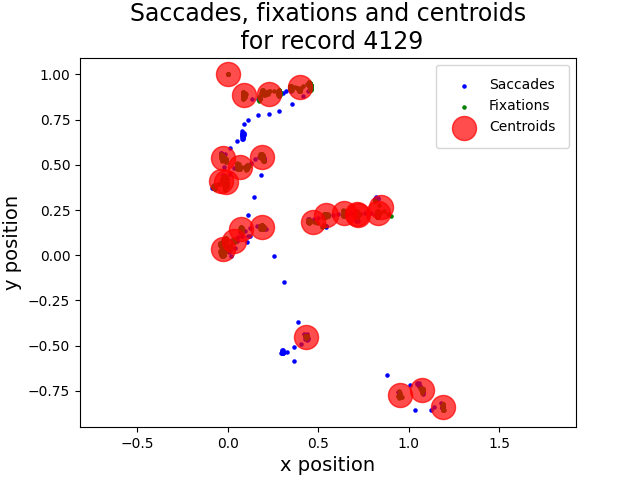 Saccades, fixations and centroids
for record 4129
1.00
0.75
0.50
0.25
0.00
−0.25
−0.50
−0.75
y position
Saccades
Fixations
Centroids
−0.5
0.0
0.5
1.0
1.5
x position